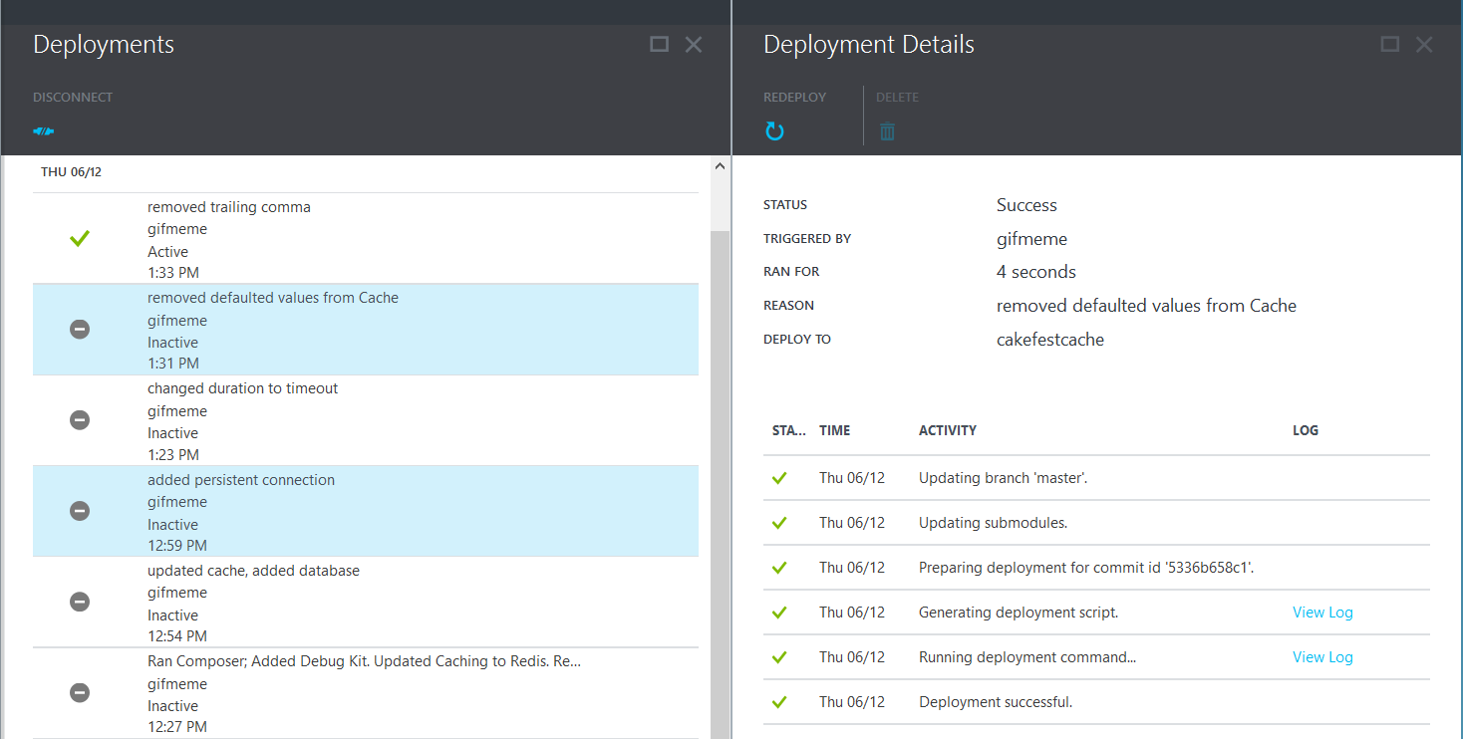 Deployments
DISCONNECT
THU 06/12
removed trailing comma
gifmeme
Active
1:33 PM
removed defaulted values from Cache
gifmeme
Inactive
1:31 PM
changed duration to timeout
gifmeme
Inactive
1:23 PM
added persistent connection
gifmeme
Inactive
12:59 PM
updated cache, added database
gifmeme
Inactive
12:54 PM
Ran Composer; Added Debug Kit. Updated Caching to Redis. Re...
gifmeme
Inactive
12:27 PM
Deployment Details
REDEPLOY DELETE
STATUS Success
TRIGGERED BY gifmeme
RAN FOR 4 seconds
REASON removed defaulted values from Cache
DEPLOY TO cakefestcache
STA... TIME ACTIVITY LOG
Thu 06/12 Updating branch 'master'.
Thu 06/12 Updating submodules.
Thu 06/12 Preparing deployment for commit id '5336b658c1'.
Thu 06/12 Generating deployment script. View Log
Thu 06/12 Running deployment command... View Log
Thu 06/12 Deployment successful.